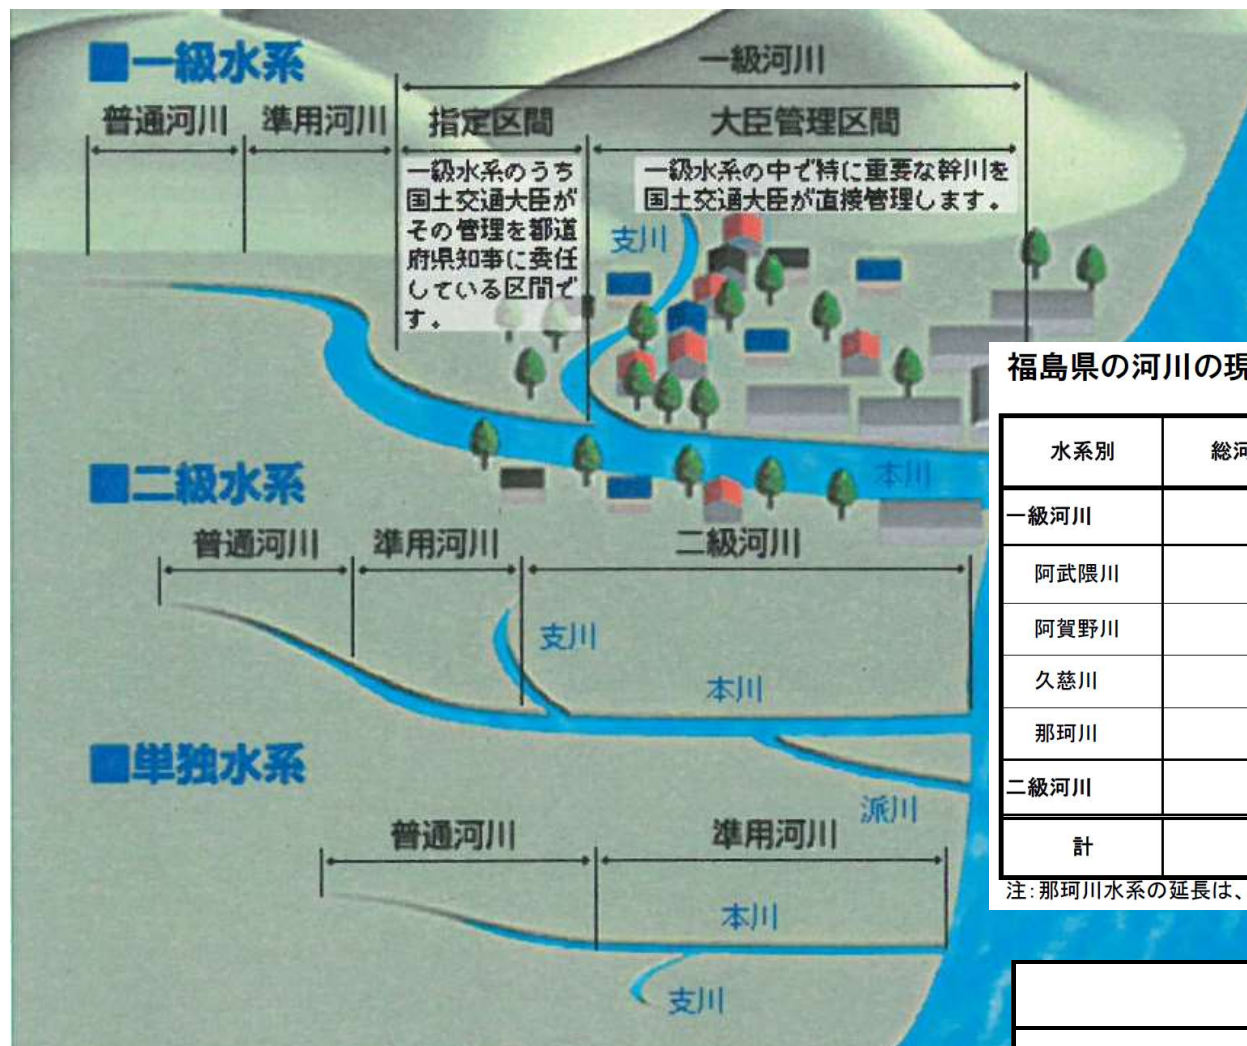 ■一級水系
一級河川
普通河川 準用河川 指定区間 大臣管理区間
一級水系のうち
国土交通大臣が
その管理を都道
府県知事に委任
している区間で
す。
一級水系の中で特に重要な幹川を
国土交通大臣が直接管理します。
支川
本川
■二級水系
普通河川 準用河川 二級河川
支川
本川
派川
■単独水系
普通河川 準用河川
本川
支川
福島県の河川の現
水系別 総河
一級河川
阿武隈川
阿賀野川
久慈川
那珂川
二級河川
計
注:那珂川水系の延長は、